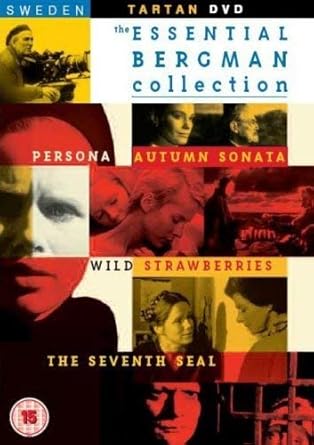 SWEDEN TARTAN DVD
the ESSENTIAL
BERGMAN
collection
PERSONA AUTUMN SONATA
WILD STRAWBERRIES
THE SEVENTH SEAL
15